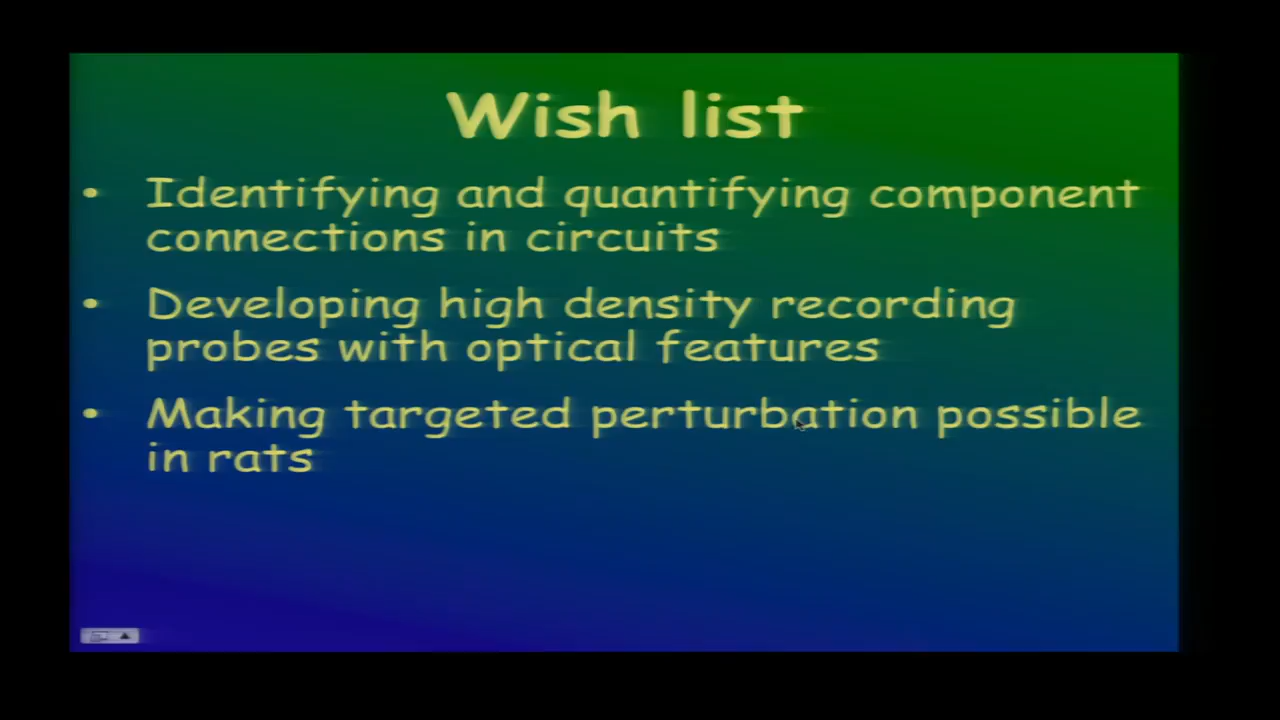 Wish list
• Identifying and quantifying component
connections in circuits
• Developing high density recording
probes with optical features
• Making targeted perturbation possible
in rats